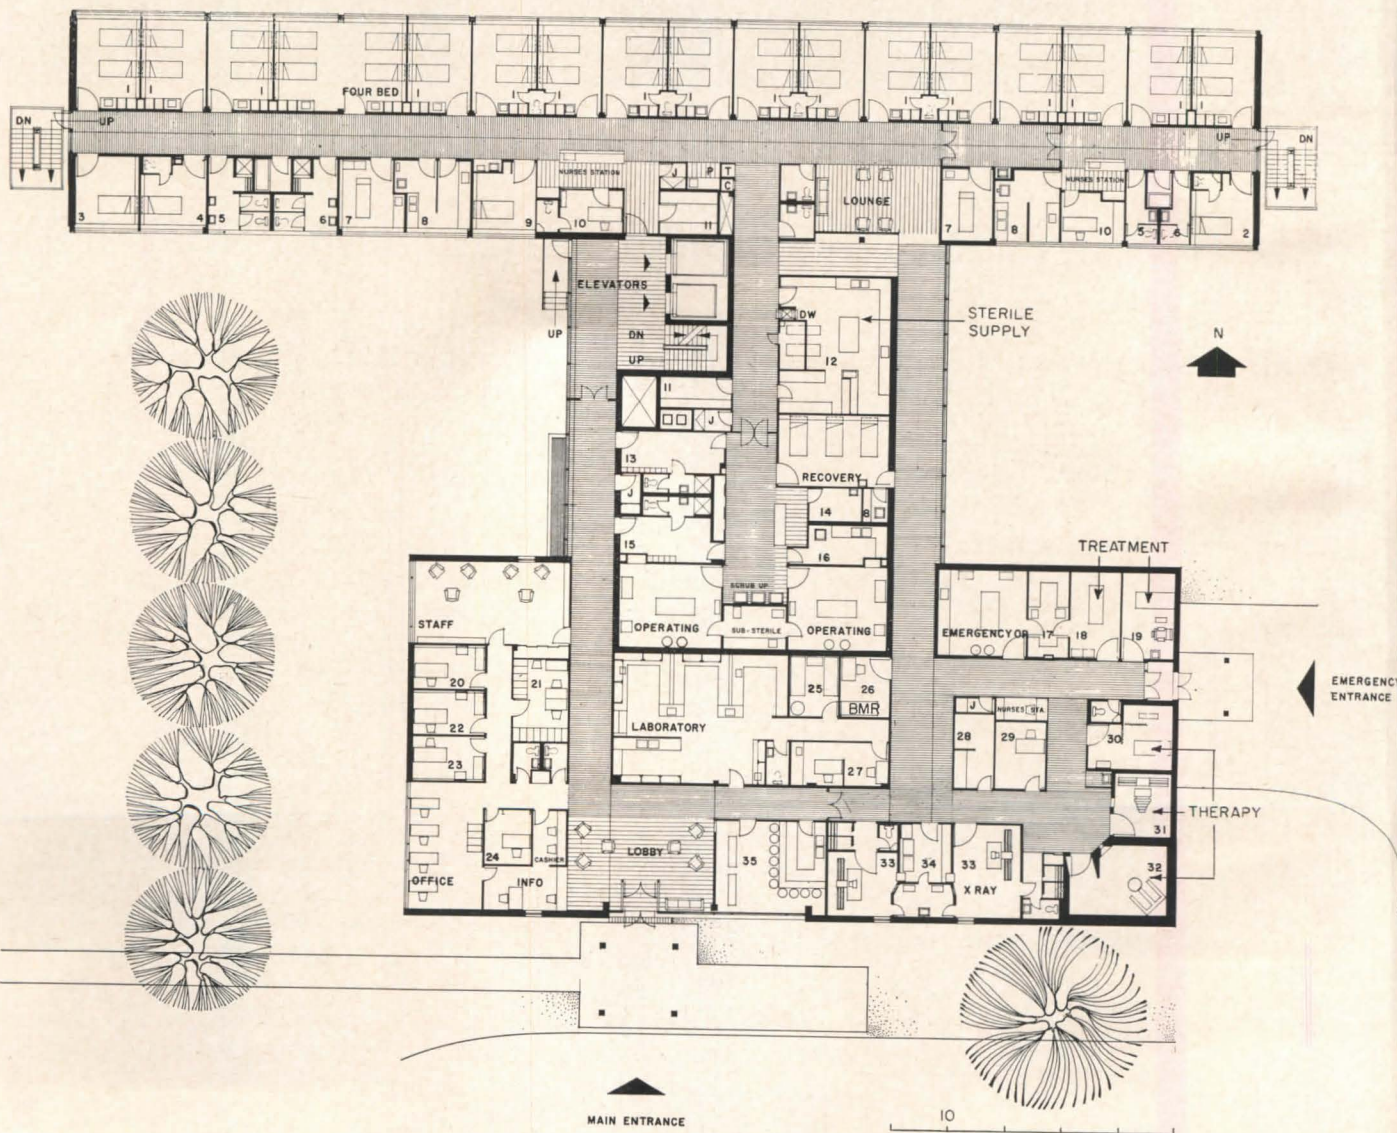 FOUR BED
I I I I I I I I I I I I I I I I
DN UP
UP DN
NURSES STATION
J P T
C
LOUNGE
NURSES STATION
3 4 5 6 7 8 9 10 11
7 8 10 5 6 2
ELEVATORS
UP
DN
UP
DW
12
STERILE
SUPPLY
N
11
J
13
RECOVERY
J
14 8
15
16
TREATMENT
SCRUB UP
STAFF
OPERATING
SUB-STERILE
OPERATING
EMERGENCY OP
17 18 19
20 21
25 26
BMR
EMERGENCY
ENTRANCE
22
LABORATORY
J
NURSES STA.
28 29 30
23
27
THERAPY
31
24
CASHIER
LOBBY
35
33 34 33
X RAY
32
OFFICE
INFO
MAIN ENTRANCE
10